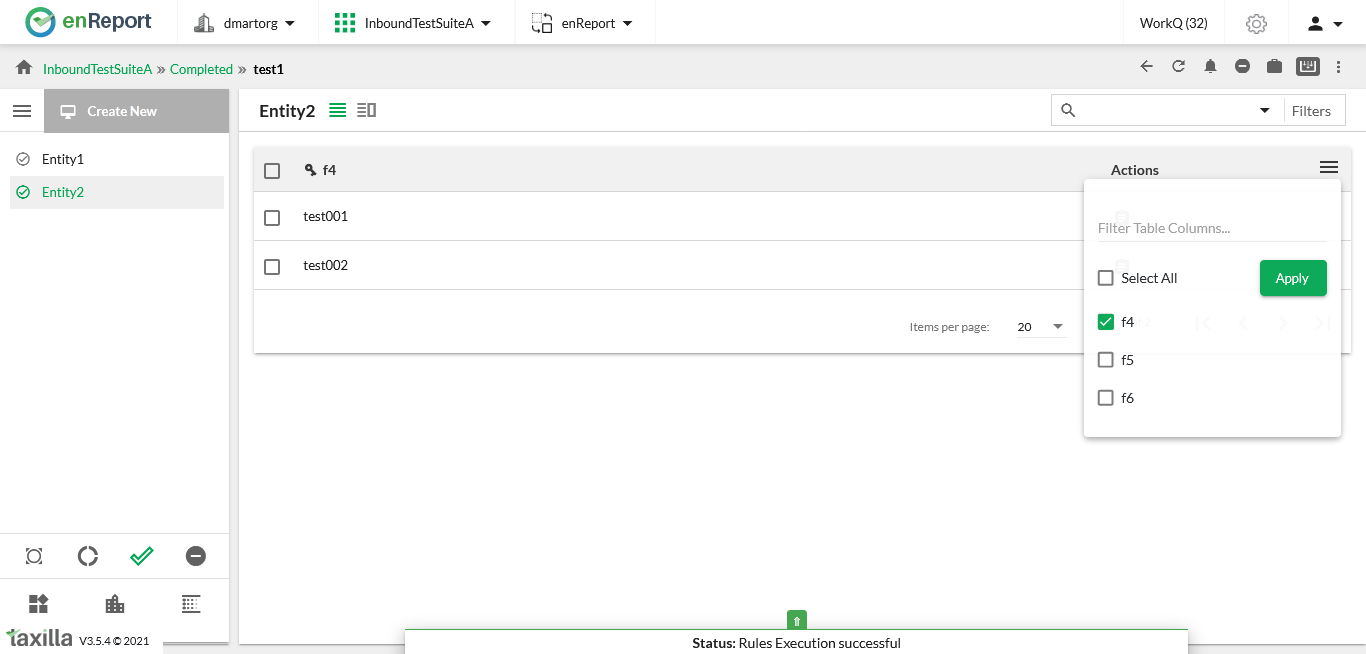 enReport dmartorg InboundTestSuiteA enReport WorkQ (32)
InboundTestSuiteA » Completed » test1
Create New
Entity2
Filters
Entity1
Entity2
f4 Actions
test001
test002
Filter Table Columns...
Select All Apply
Items per page: 20
f4
f5
f6
taxilla V3.5.4 © 2021
Status: Rules Execution successful